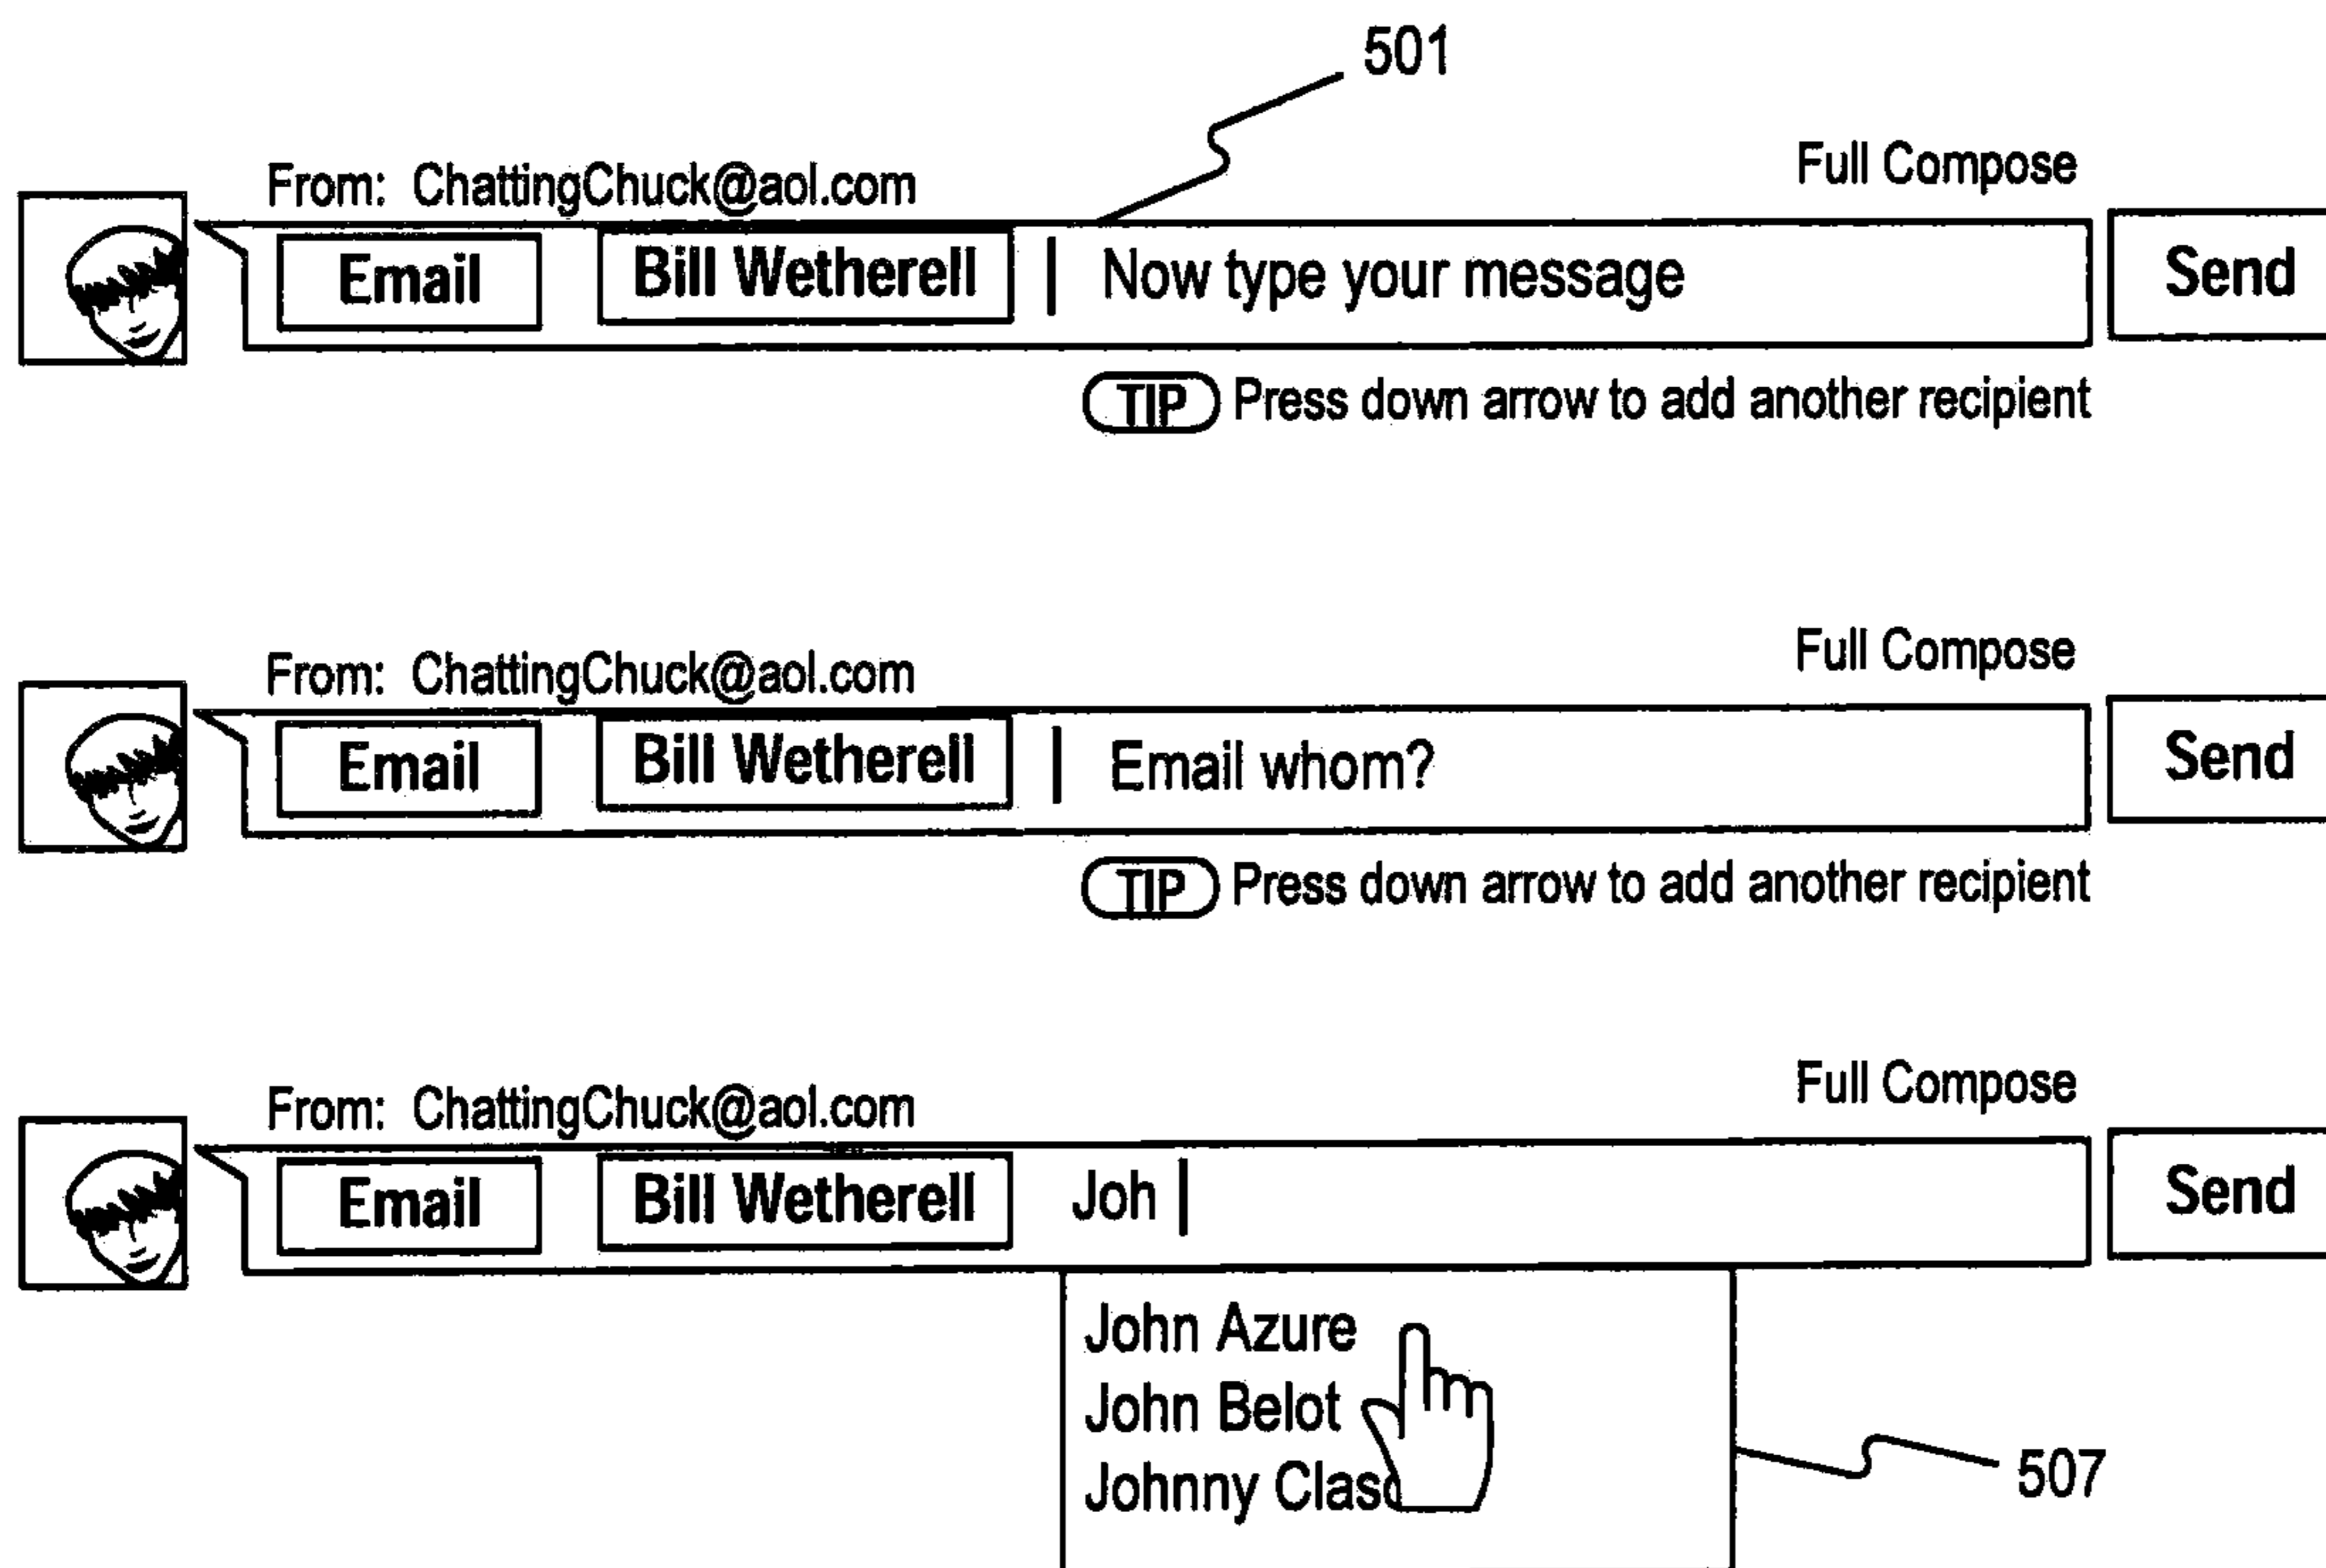 501
From: ChattingChuck@aol.com Full Compose
Email Bill Wetherell | Now type your message Send
TIP Press down arrow to add another recipient
From: ChattingChuck@aol.com Full Compose
Email Bill Wetherell | Email whom? Send
TIP Press down arrow to add another recipient
From: ChattingChuck@aol.com Full Compose
Email Bill Wetherell Joh | Send
John Azure
John Belot
Johnny
507